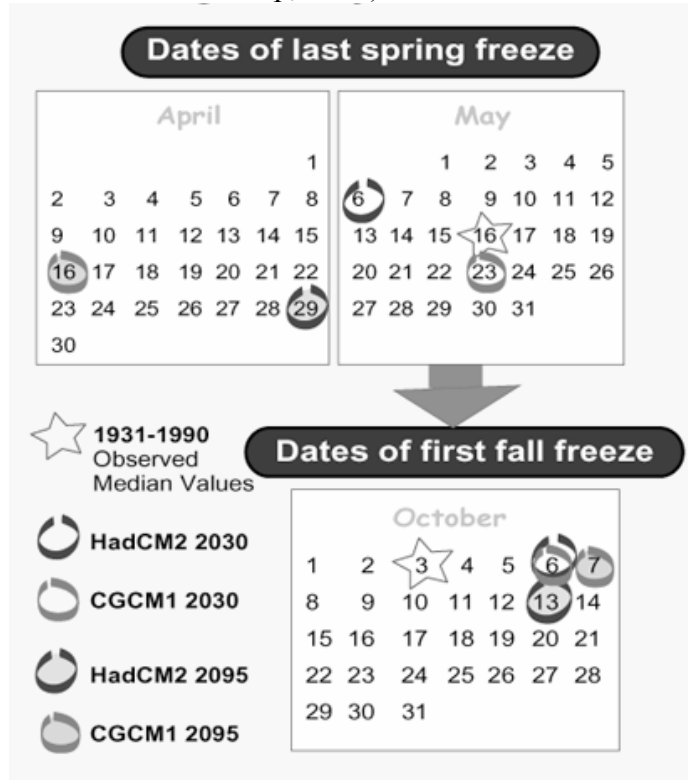 Dates of last spring freeze
April
1
2 3 4 5 6 7 8
9 10 11 12 13 14 15
16 17 18 19 20 21 22
23 24 25 26 27 28 29
30
May
1 2 3 4 5
6 7 8 9 10 11 12
13 14 15 16 17 18 19
20 21 22 23 24 25 26
27 28 29 30 31
1931-1990
Observed
Median Values
HadCM2 2030
CGCM1 2030
HadCM2 2095
CGCM1 2095
Dates of first fall freeze
October
1 2 3 4 5 6 7
8 9 10 11 12 13 14
15 16 17 18 19 20 21
22 23 24 25 26 27 28
29 30 31